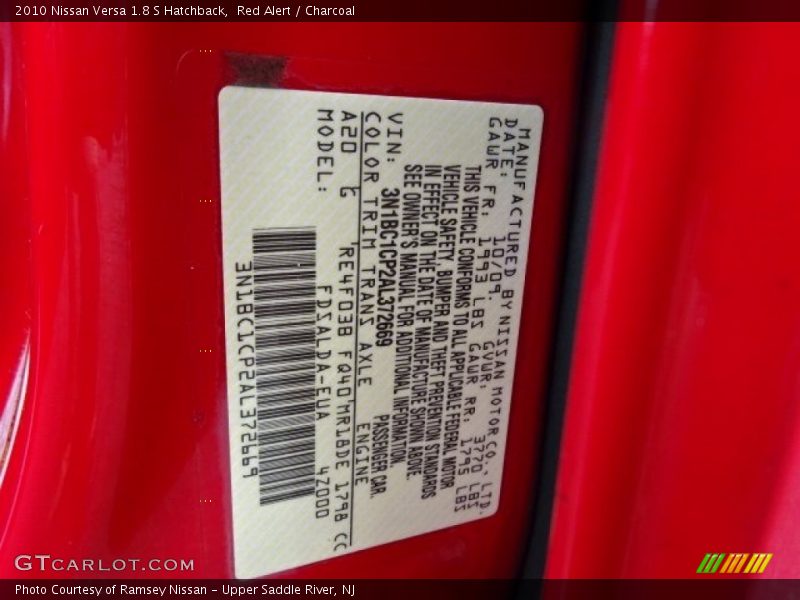 2010 Nissan Versa 1.8 S Hatchback,  Red Alert / Charcoal
MANUFACTURED BY NISSAN MOTOR CO., LTD.
DATE: 10/09. GVWR: 3770 LBS
GAWR FR: 1993 LBS GAWR RR: 1795 LBS
THIS VEHICLE CONFORMS TO ALL APPLICABLE FEDERAL MOTOR
VEHICLE SAFETY, BUMPER AND THEFT PREVENTION STANDARDS
IN EFFECT ON THE DATE OF MANUFACTURE SHOWN ABOVE.
SEE OWNER'S MANUAL FOR ADDITIONAL INFORMATION.
VIN: 3N1BC1CP2AL372669 PASSENGER CAR.
COLOR TRIM TRANS AXLE ENGINE
A20 G 'RE4F03B FQ40'MR18DE 1798 CC
MODEL: FDSALDA-EUA 4Z000
3N1BC1CP2AL372669
GTCARLOT.COM
Photo Courtesy of Ramsey Nissan - Upper Saddle River, NJ